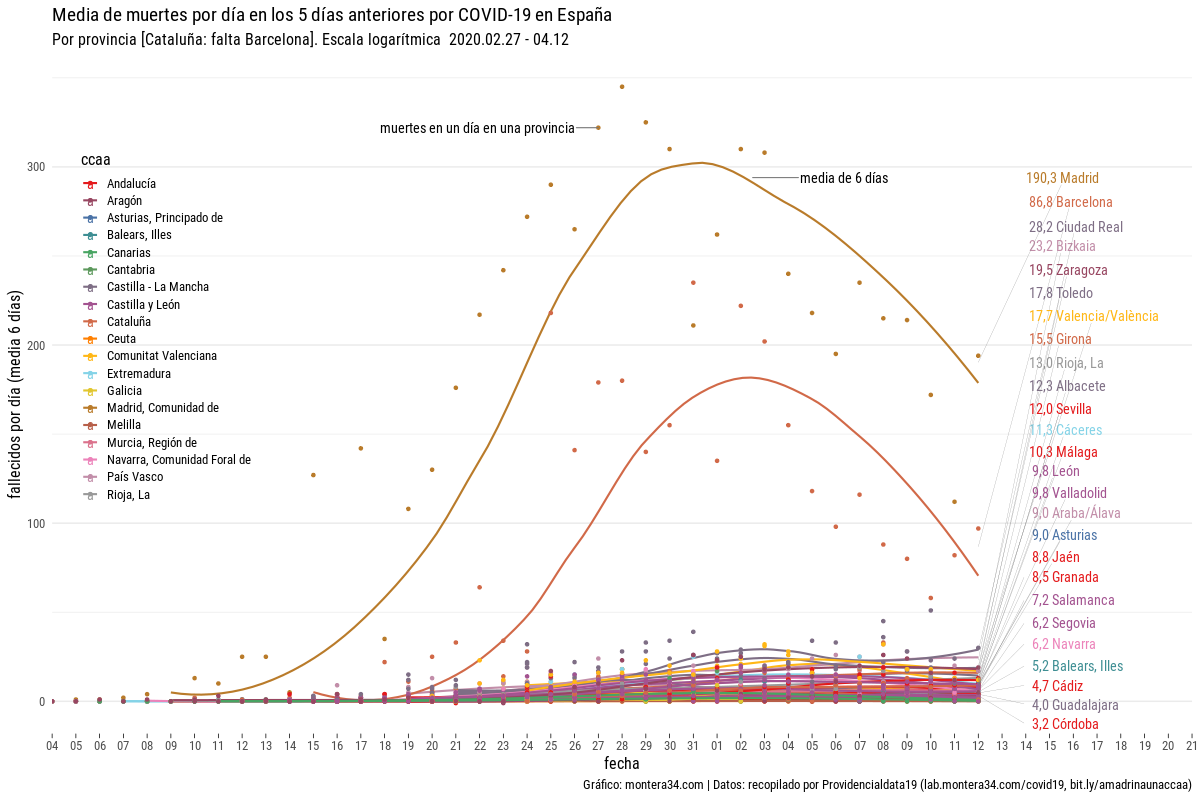 Media de muertes por día en los 5 días anteriores por COVID-19 en España
Por provincia [Cataluña: falta Barcelona]. Escala logarítmica 2020.02.27 - 04.12
muertes en un día en una provincia
media de 6 días
ccaa
Andalucía
Aragón
Asturias, Principado de
Balears, Illes
Canarias
Cantabria
Castilla - La Mancha
Castilla y León
Cataluña
Ceuta
Comunitat Valenciana
Extremadura
Galicia
Madrid, Comunidad de
Melilla
Murcia, Región de
Navarra, Comunidad Foral de
País Vasco
Rioja, La
300
200
100
0
fallecidos por día (media 6 días)
190,3 Madrid
86,8 Barcelona
28,2 Ciudad Real
23,2 Bizkaia
19,5 Zaragoza
17,8 Toledo
17,7 Valencia/València
15,5 Girona
13,0 Rioja, La
12,3 Albacete
12,0 Sevilla
11,3 Cáceres
10,3 Málaga
9,8 León
9,8 Valladolid
9,0 Araba/Álava
9,0 Asturias
8,8 Jaén
8,5 Granada
7,2 Salamanca
6,2 Segovia
6,2 Navarra
5,2 Balears, Illes
4,7 Cádiz
4,0 Guadalajara
3,2 Córdoba
04 05 06 07 08 09 10 11 12 13 14 15 16 17 18 19 20 21 22 23 24 25 26 27 28 29 30 31 01 02 03 04 05 06 07 08 09 10 11 12 13 14 15 16 17 18 19 20 21
fecha
Gráfico: montera34.com | Datos: recopilado por Providencialdata19 (lab.montera34.com/covid19, bit.ly/amadrinaunaccaa)